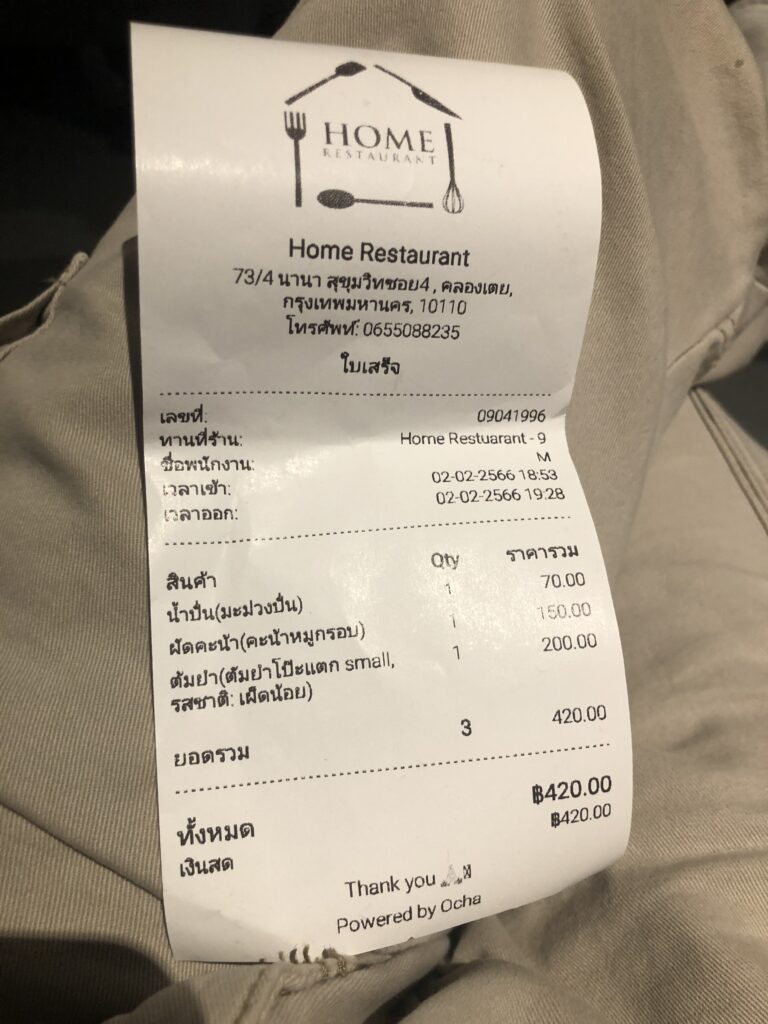 HOME
RESTAURANT
Home Restaurant
73/4 นานา สุขุมวิทซอย4 , คลองเตย,
กรุงเทพมหานคร, 10110
โทรศัพท์: 0655088235
ใบเสร็จ
เลขที่: 09041996
ทานที่ร้าน: Home Restuarant - 9
ชื่อพนักงาน: M
เวลาเข้า: 02-02-2566 18:53
เวลาออก: 02-02-2566 19:28
สินค้า Qty ราคารวม
น้ำปั่น(มะม่วงปั่น) 1 70.00
ผัดคะน้า(คะน้าหมูกรอบ) 1 150.00
ต้มยำ(ต้มยำโป๊ะแตก small, 1 200.00
รสชาติ: เผ็ดน้อย)
ยอดรวม 3 420.00
ทั้งหมด ฿420.00
เงินสด ฿420.00
Thank you
Powered by Ocha